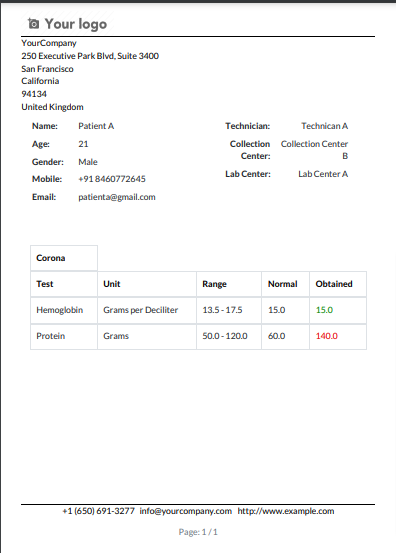 Your logo
YourCompany
250 Executive Park Blvd, Suite 3400
San Francisco
California
94134
United Kingdom
Name: Patient A Technician: Technican A
Age: 21 Collection Center: Collection Center B
Gender: Male
Mobile: +91 8460772645 Lab Center: Lab Center A
Email: patienta@gmail.com
Corona
Test Unit Range Normal Obtained
Hemoglobin Grams per Deciliter 13.5 - 17.5 15.0 15.0
Protein Grams 50.0 - 120.0 60.0 140.0
+1 (650) 691-3277 info@yourcompany.com http://www.example.com
Page: 1 / 1